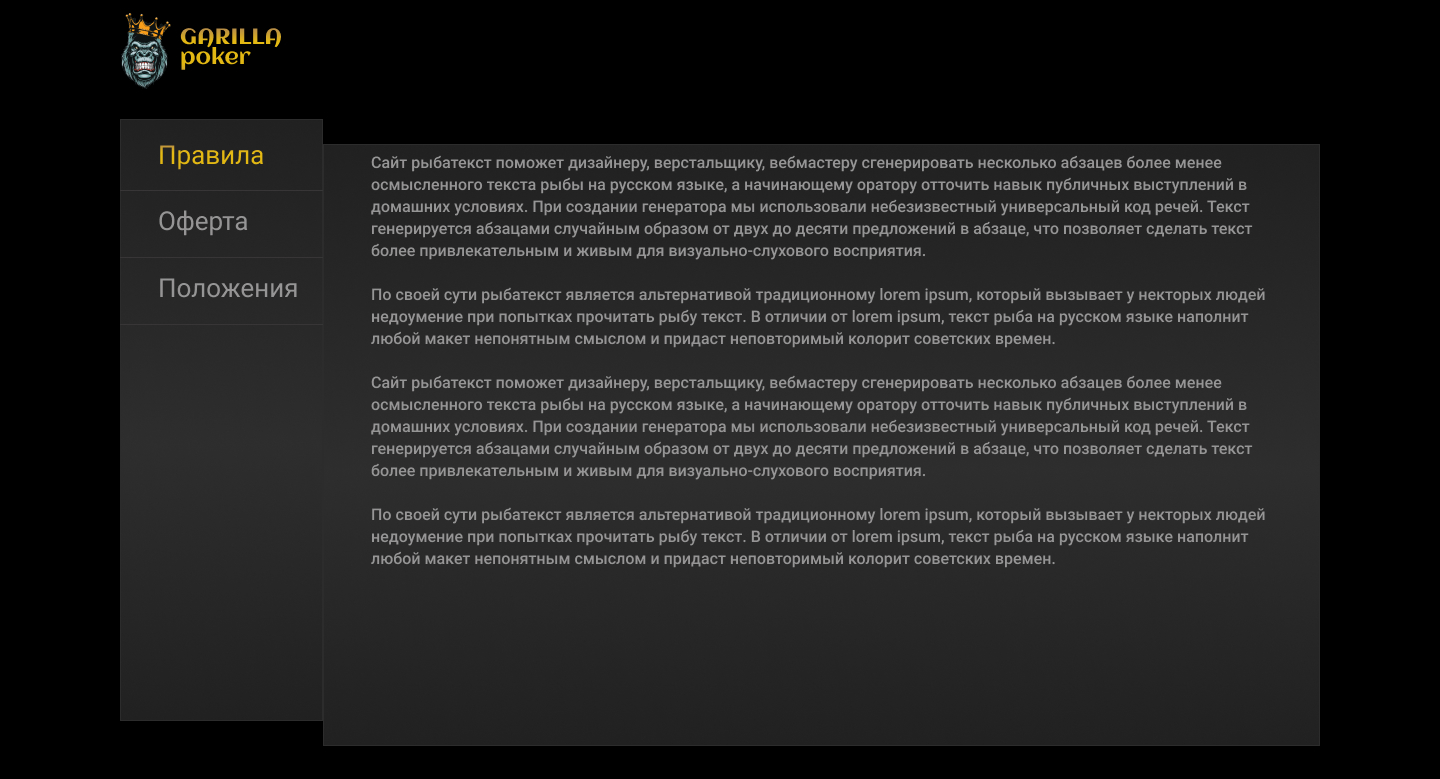 GARILLA
poker
Правила
Оферта
Положения
Сайт рыбатекст поможет дизайнеру, верстальщику, вебмастеру сгенерировать несколько абзацев более менее
осмысленного текста рыбы на русском языке, а начинающему оратору отточить навык публичных выступлений в
домашних условиях. При создании генератора мы использовали небезизвестный универсальный код речей. Текст
генерируется абзацами случайным образом от двух до десяти предложений в абзаце, что позволяет сделать текст
более привлекательным и живым для визуально-слухового восприятия.
По своей сути рыбатекст является альтернативой традиционному lorem ipsum, который вызывает у некторых людей
недоумение при попытках прочитать рыбу текст. В отличии от lorem ipsum, текст рыба на русском языке наполнит
любой макет непонятным смыслом и придаст неповторимый колорит советских времен.
Сайт рыбатекст поможет дизайнеру, верстальщику, вебмастеру сгенерировать несколько абзацев более менее
осмысленного текста рыбы на русском языке, а начинающему оратору отточить навык публичных выступлений в
домашних условиях. При создании генератора мы использовали небезизвестный универсальный код речей. Текст
генерируется абзацами случайным образом от двух до десяти предложений в абзаце, что позволяет сделать текст
более привлекательным и живым для визуально-слухового восприятия.
По своей сути рыбатекст является альтернативой традиционному lorem ipsum, который вызывает у некторых людей
недоумение при попытках прочитать рыбу текст. В отличии от lorem ipsum, текст рыба на русском языке наполнит
любой макет непонятным смыслом и придаст неповторимый колорит советских времен.